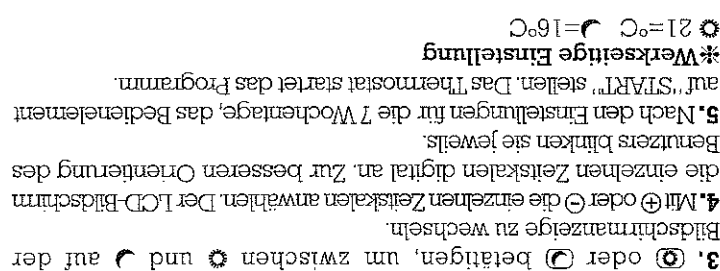 3. ☼ oder ☾ betätigen, um zwischen ☼ und ☾ auf der
Bildschirmanzeige zu wechseln.
4. Mit ⊕ oder ⊖ die einzelnen Zeitskalen anwählen. Der LCD-Bildschirm
die einzelnen Zeitskalen digital an. Zur besseren Orientierung des
Benutzers blinken sie jeweils.
5. Nach den Einstellungen für die 7 Wochentage, das Bedienelement
auf "START" stellen. Das Thermostat startet das Programm.
※Werkseitige Einstellung
☼ 21=°C ☾=16°C